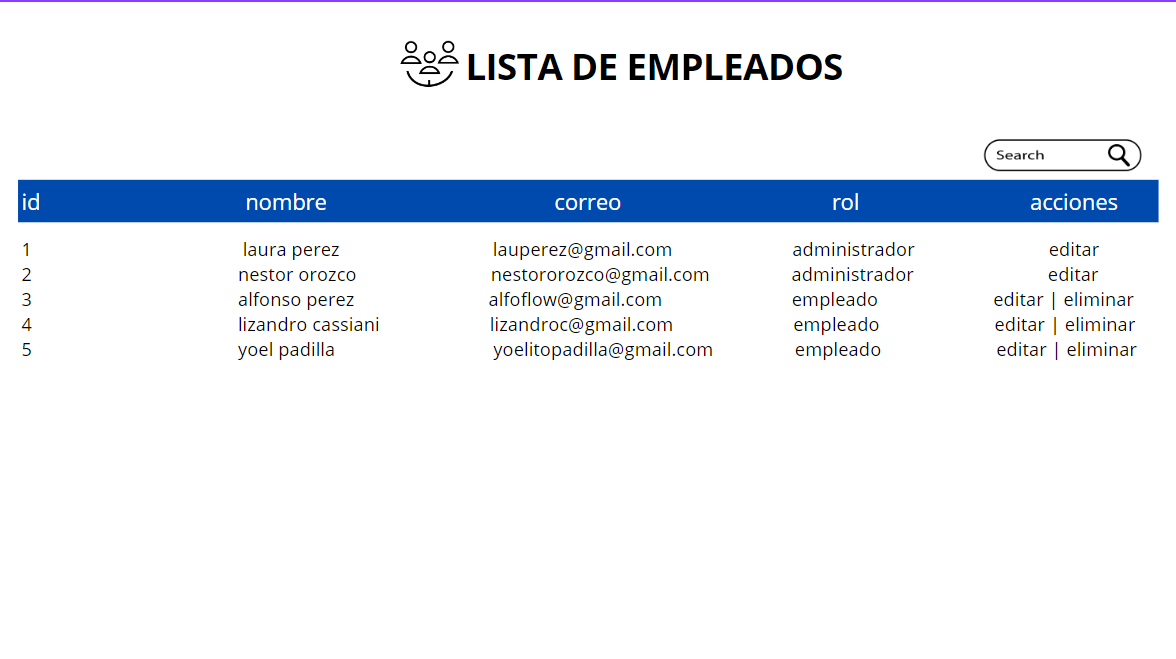 LISTA DE EMPLEADOS
Search
id nombre correo rol acciones
1 laura perez lauperez@gmail.com administrador editar
2 nestor orozco nestororozco@gmail.com administrador editar
3 alfonso perez alfoflow@gmail.com empleado editar | eliminar
4 lizandro cassiani lizandroc@gmail.com empleado editar | eliminar
5 yoel padilla yoelitopadilla@gmail.com empleado editar | eliminar